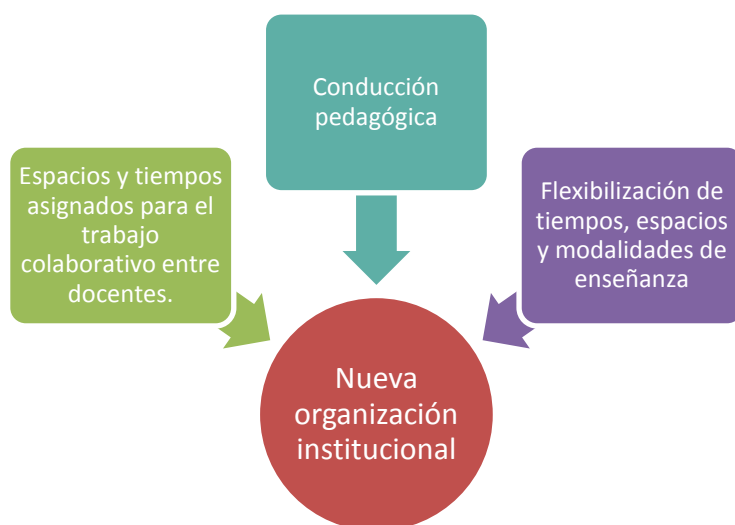 Conducción
pedagógica
Espacios y tiempos
asignados para el
trabajo
colaborativo entre
docentes.
Flexibilización de
tiempos, espacios
y modalidades de
enseñanza
Nueva
organización
institucional